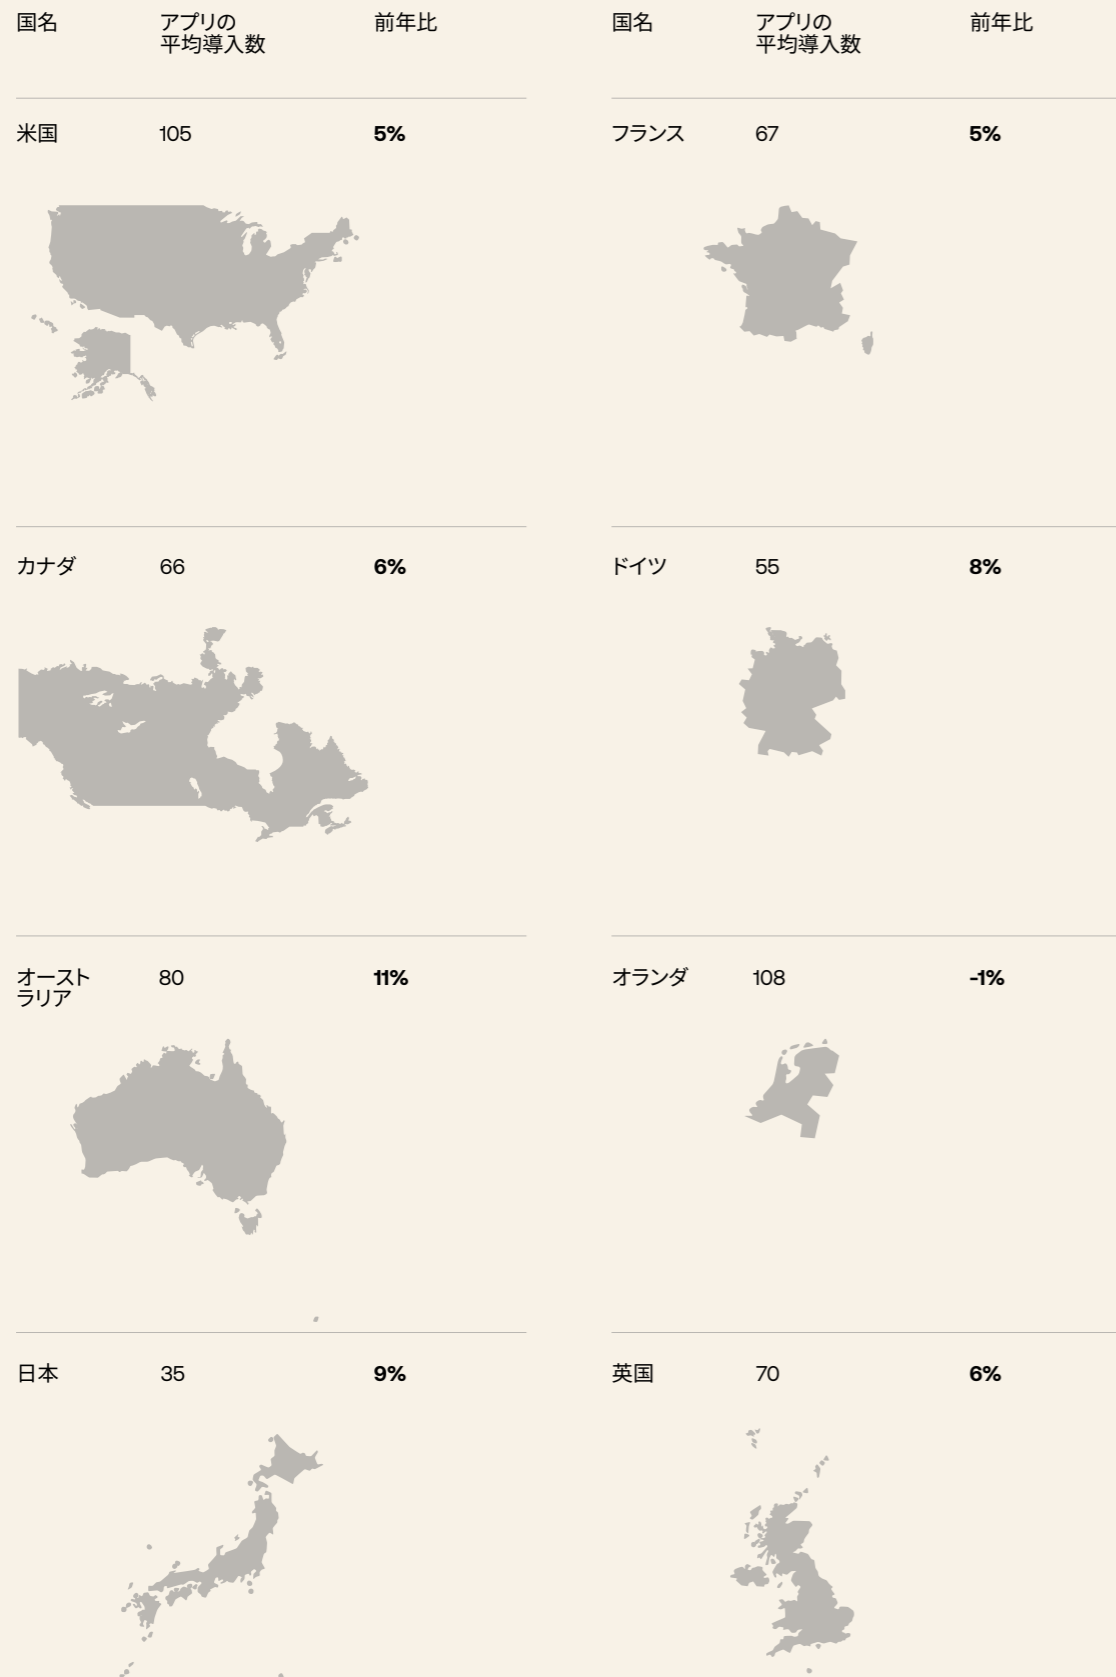 国名 アプリの 前年比
平均導入数
米国 105 5%
カナダ 66 6%
オースト 80 11%
ラリア
日本 35 9%
国名 アプリの 前年比
平均導入数
フランス 67 5%
ドイツ 55 8%
オランダ 108 -1%
英国 70 6%